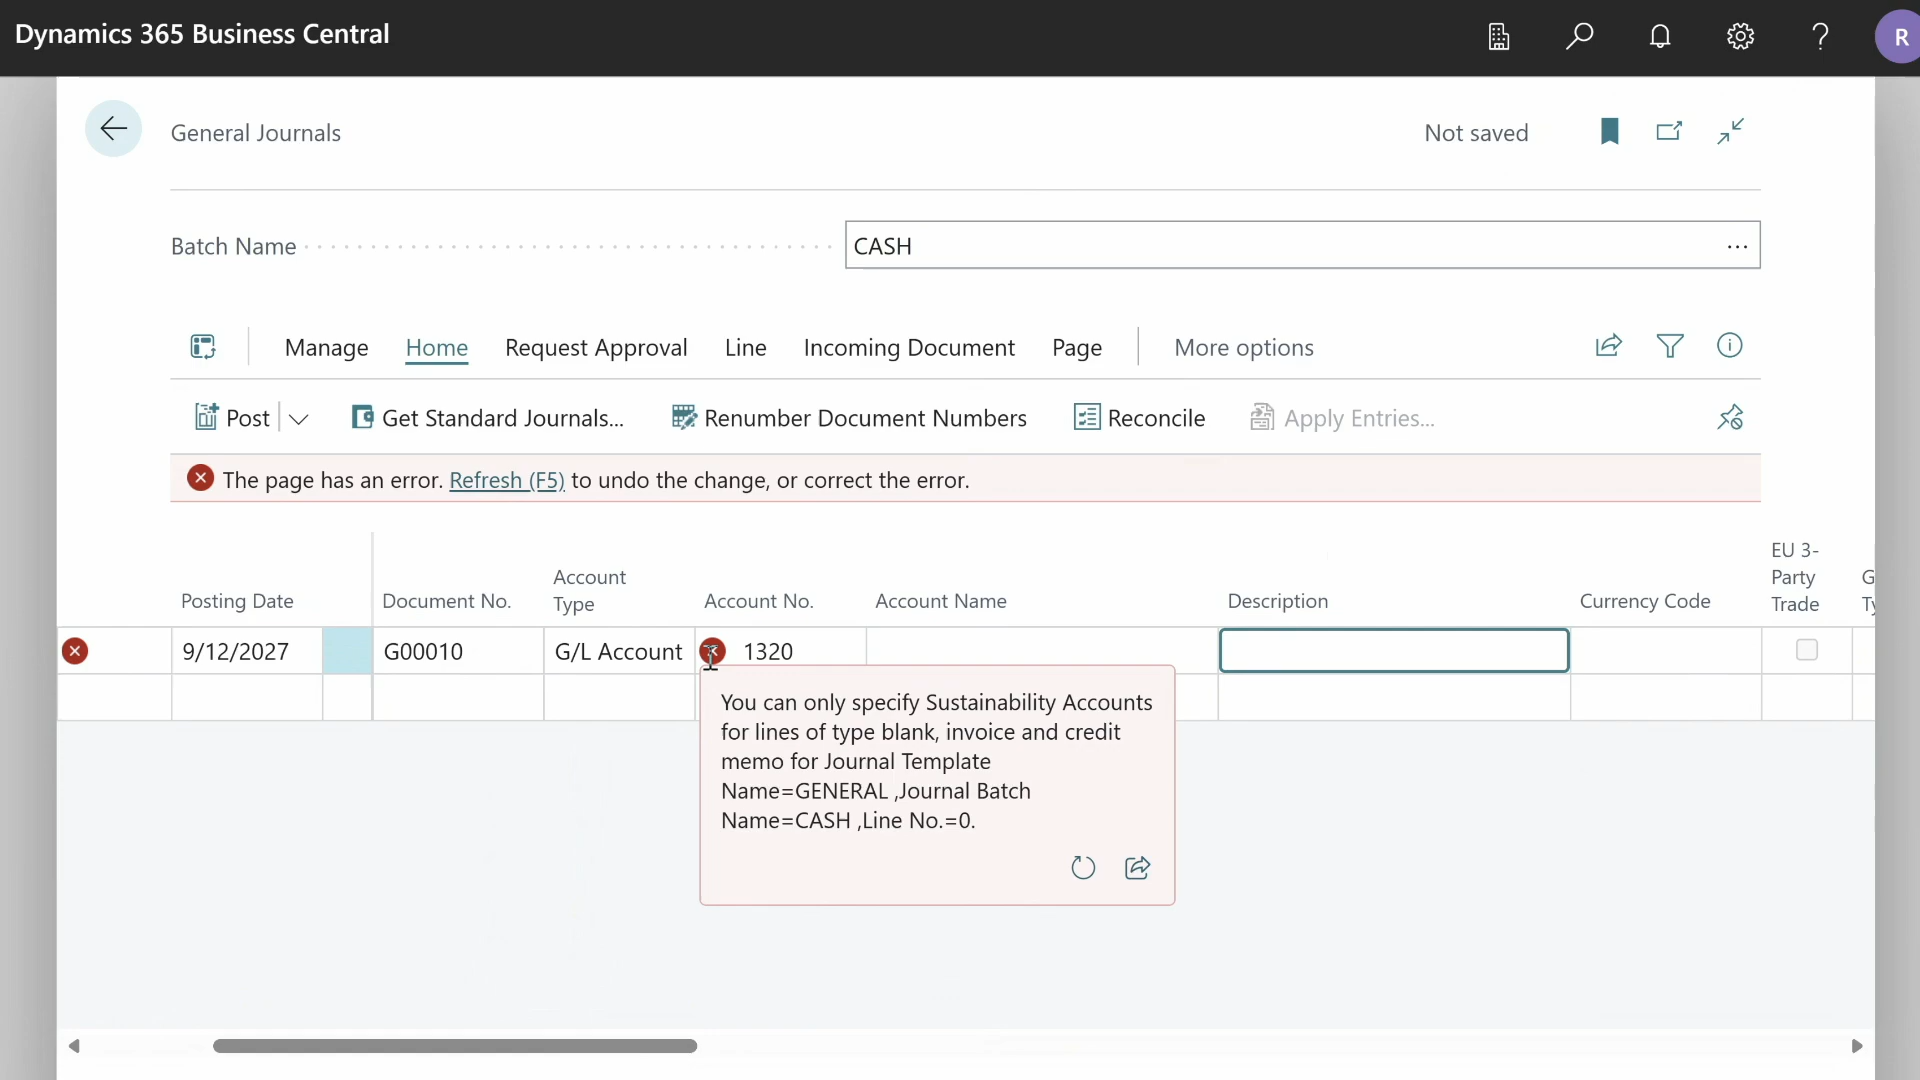 Dynamics 365 Business Central
R
General Journals
Not saved
Batch Name
CASH
Manage Home Request Approval Line Incoming Document Page More options
Post Get Standard Journals... Renumber Document Numbers Reconcile Apply Entries...
The page has an error. Refresh (F5) to undo the change, or correct the error.
Posting Date Document No. Account Type Account No. Account Name Description Currency Code EU 3-Party Trade G Ty
9/12/2027 G00010 G/L Account 1320
You can only specify Sustainability Accounts
for lines of type blank, invoice and credit
memo for Journal Template
Name=GENERAL ,Journal Batch
Name=CASH ,Line No.=0.